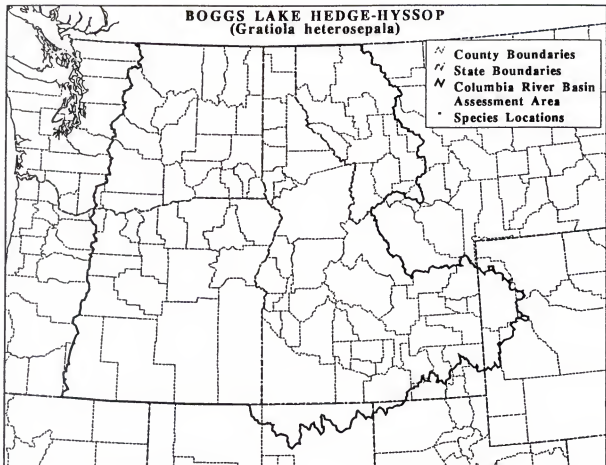 BOGGS LAKE HEDGE-HYSSOP
(Gratiola heterosepala)
County Boundaries
State Boundaries
Columbia River Basin
Assessment Area
Species Locations